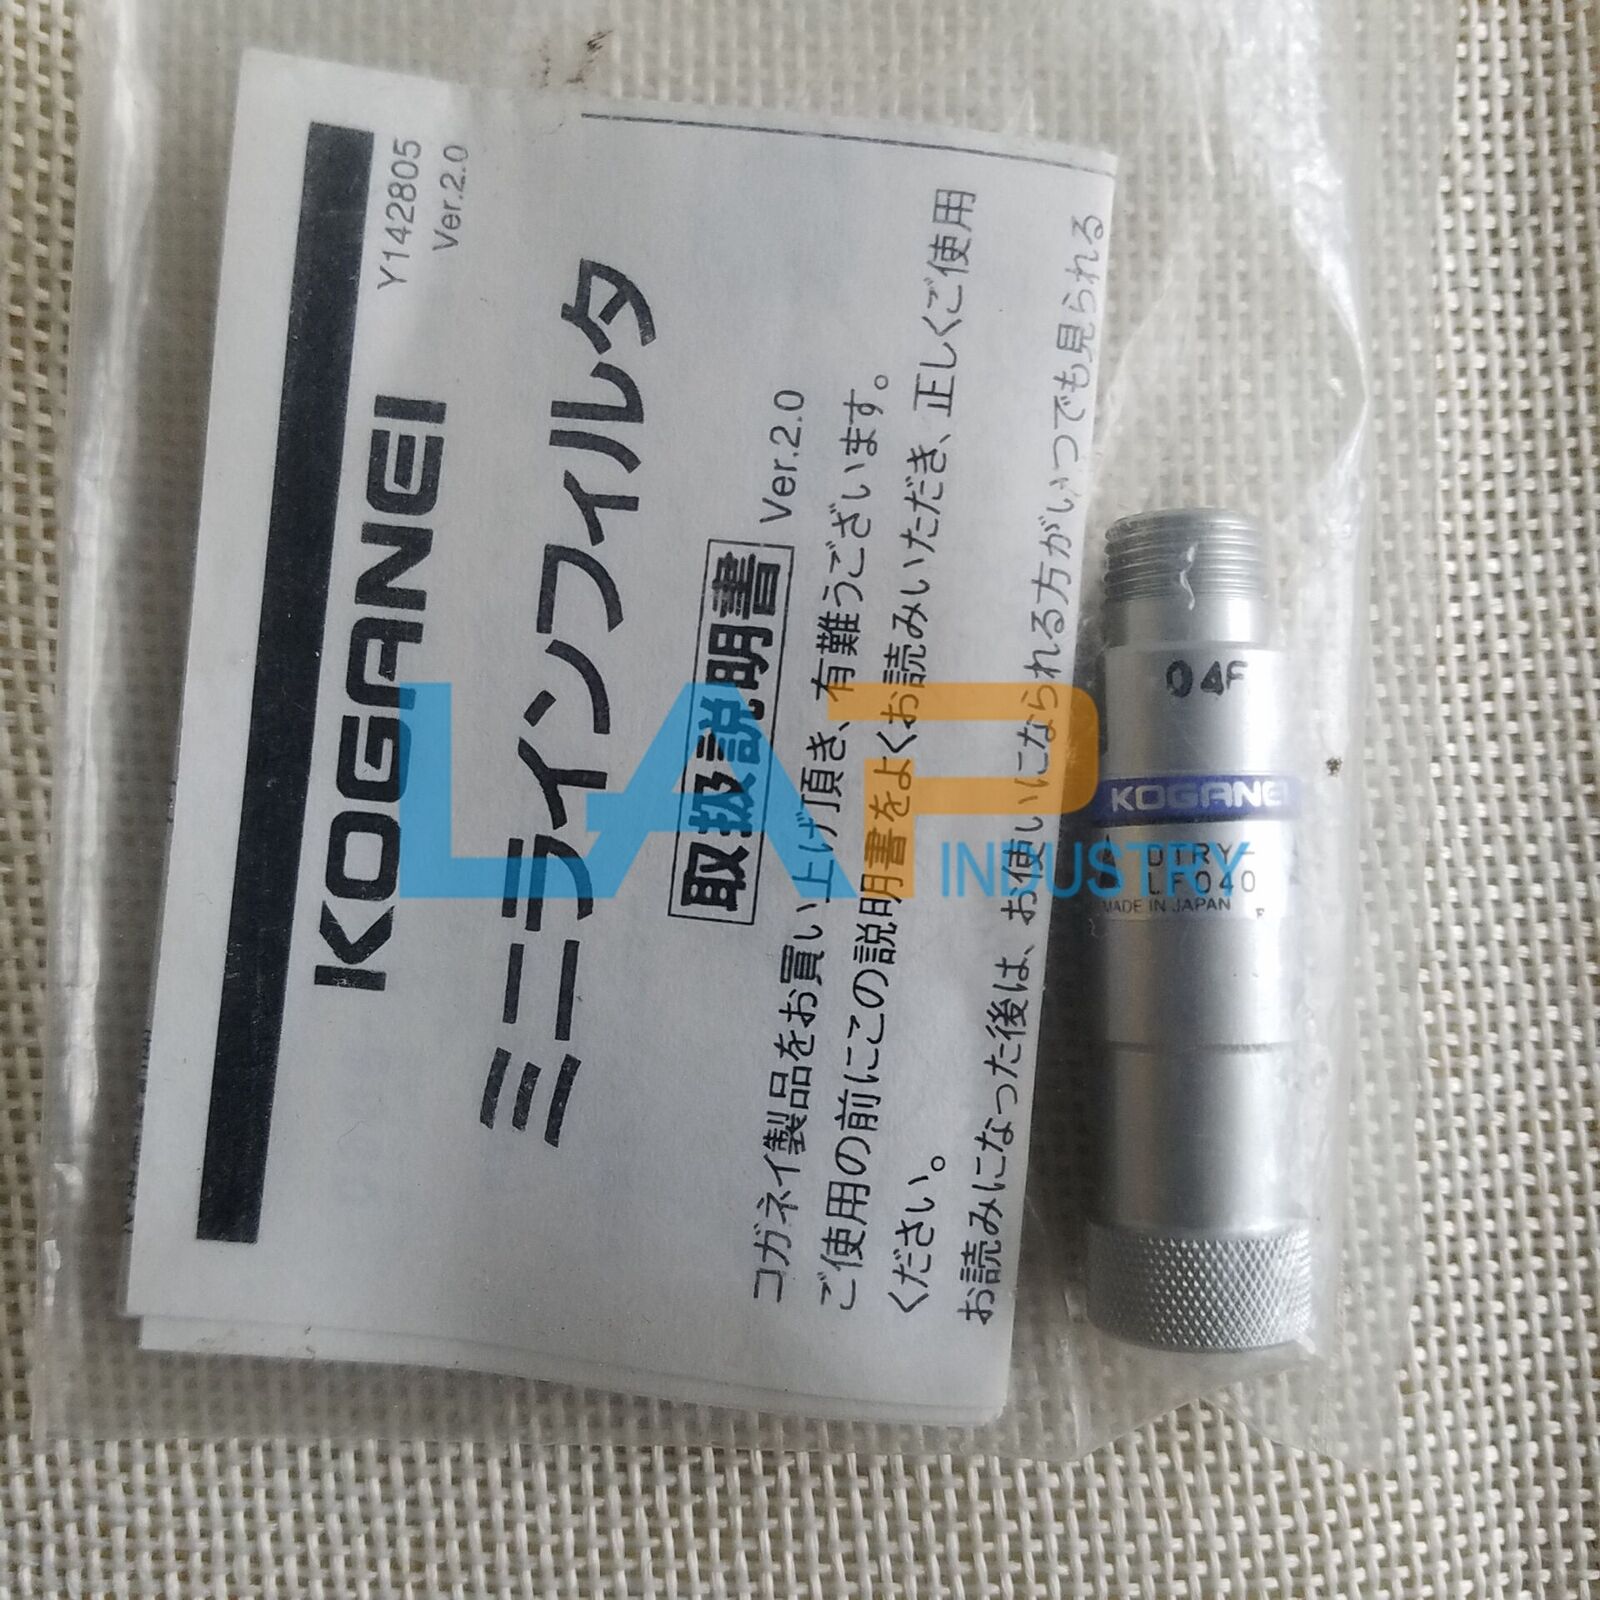 Y142805
Ver.2.0
KOGANEI
ミニラインフィルタ
取扱説明書 Ver.2.0
コガネイ製品をお買い上げ頂き、有難うございます。
ご使用の前にこの説明書をよくお読みいただき、正しくご使用
ください。
お読みになった後は、お使いになられる方がいつでも見られる
04F
KOGANEI
DIRY-
LF040
MADE IN JAPAN
LAP
INDUSTRY